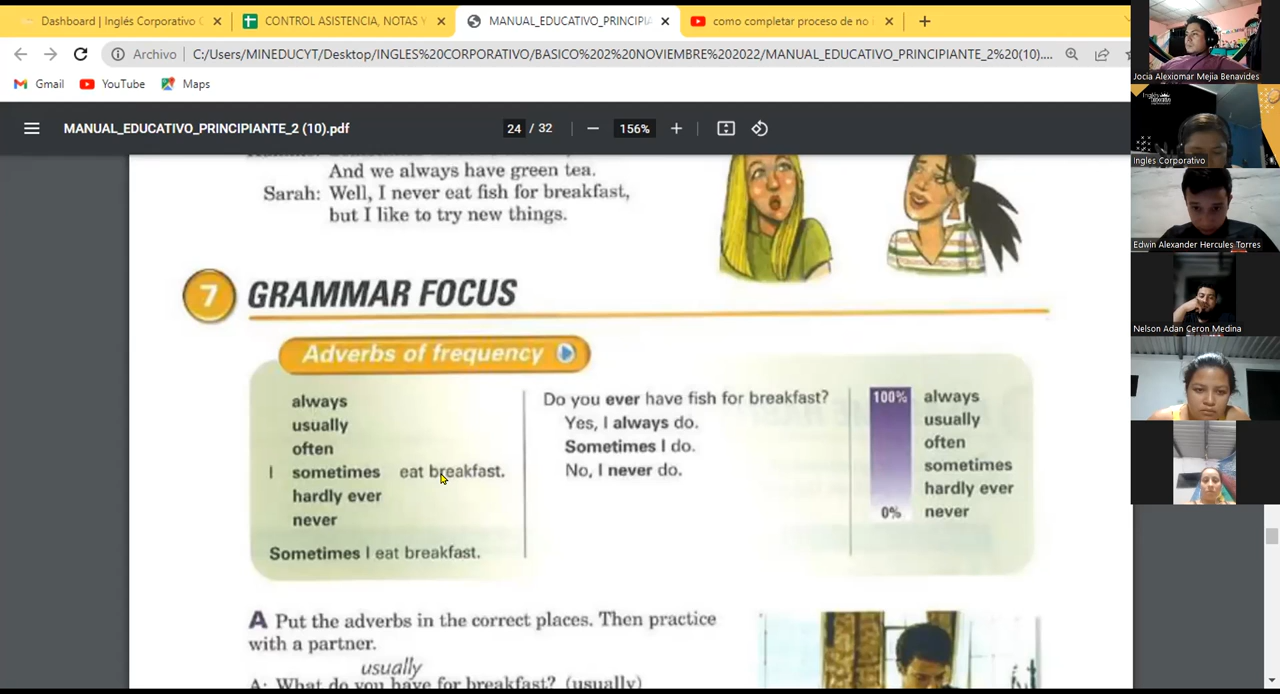 Dashboard | Inglés Corporativo
CONTROL ASISTENCIA, NOTAS Y
MANUAL_EDUCATIVO_PRINCIPIA
como completar proceso de no
Archivo
C:/Users/MINEDUCYT/Desktop/INGLES%20CORPORATIVO/BASICO%202%20NOVIEMBRE%202022/MANUAL_EDUCATIVO_PRINCIPIANTE_2%20(10)....
Gmail
YouTube
Maps
MANUAL_EDUCATIVO_PRINCIPIANTE_2 (10).pdf
24 / 32
156%
And we always have green tea.
Sarah: Well, I never eat fish for breakfast,
but I like to try new things.
7 GRAMMAR FOCUS
Adverbs of frequency
always
usually
often
I sometimes eat breakfast.
hardly ever
never
Sometimes I eat breakfast.
Do you ever have fish for breakfast?
Yes, I always do.
Sometimes I do.
No, I never do.
100% always
usually
often
sometimes
hardly ever
0% never
A Put the adverbs in the correct places. Then practice
with a partner.
usually
A: What do you have for breakfast? (usually)
Jocia Alexiomar Mejia Benavides
Ingles Corporativo
Edwin Alexander Hercules Torres
Nelson Adan Ceron Medina